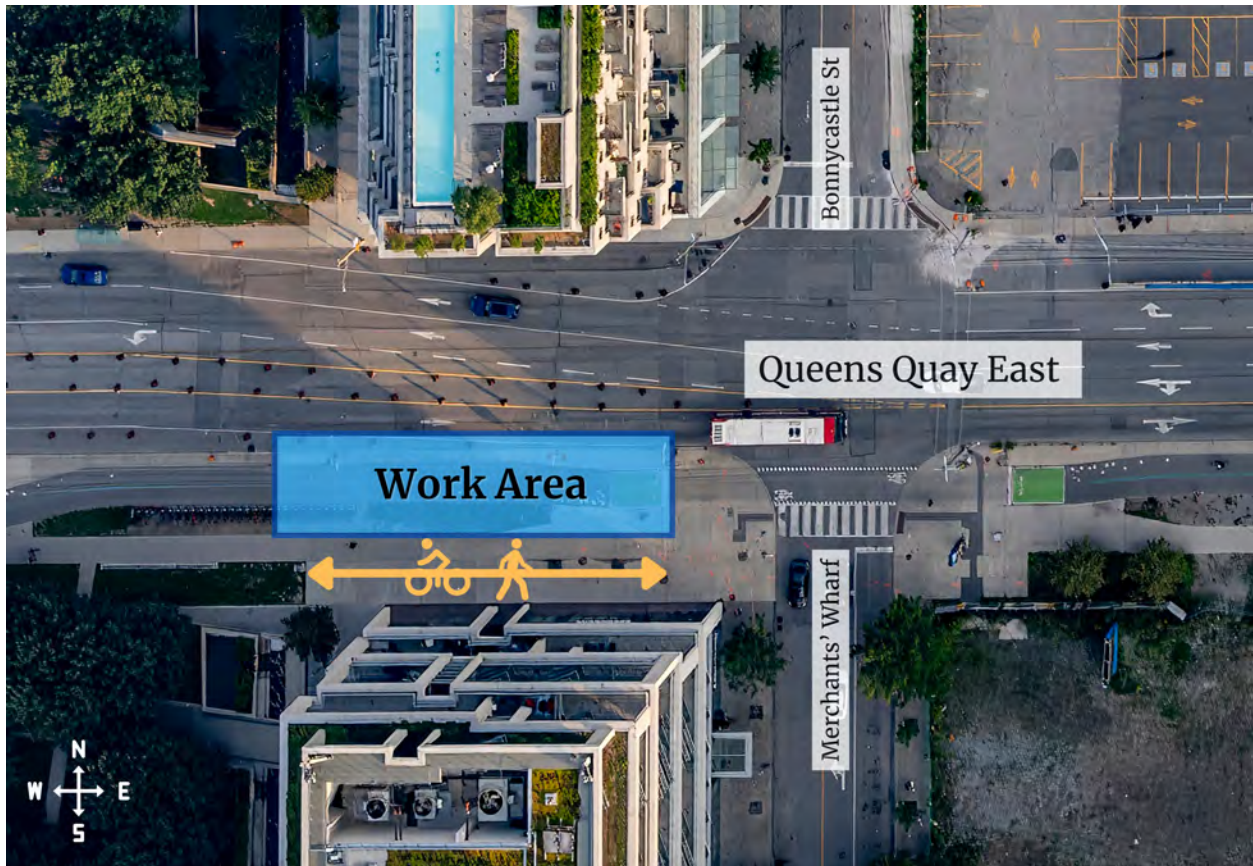 Bonnycastle St
Queens Quay East
Work Area
Merchants' Wharf
N
W E
S